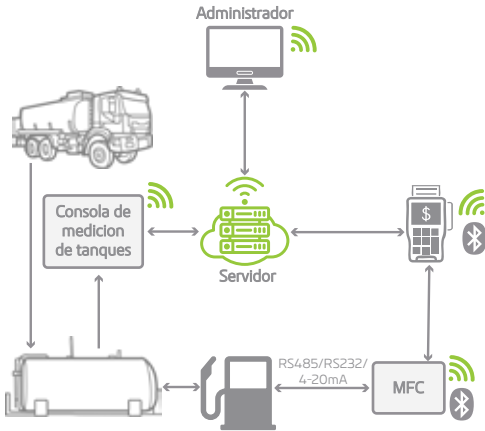 Administrador
Consola de
medicion
de tanques
Servidor
$
RS485/RS232/
4-20mA
MFC